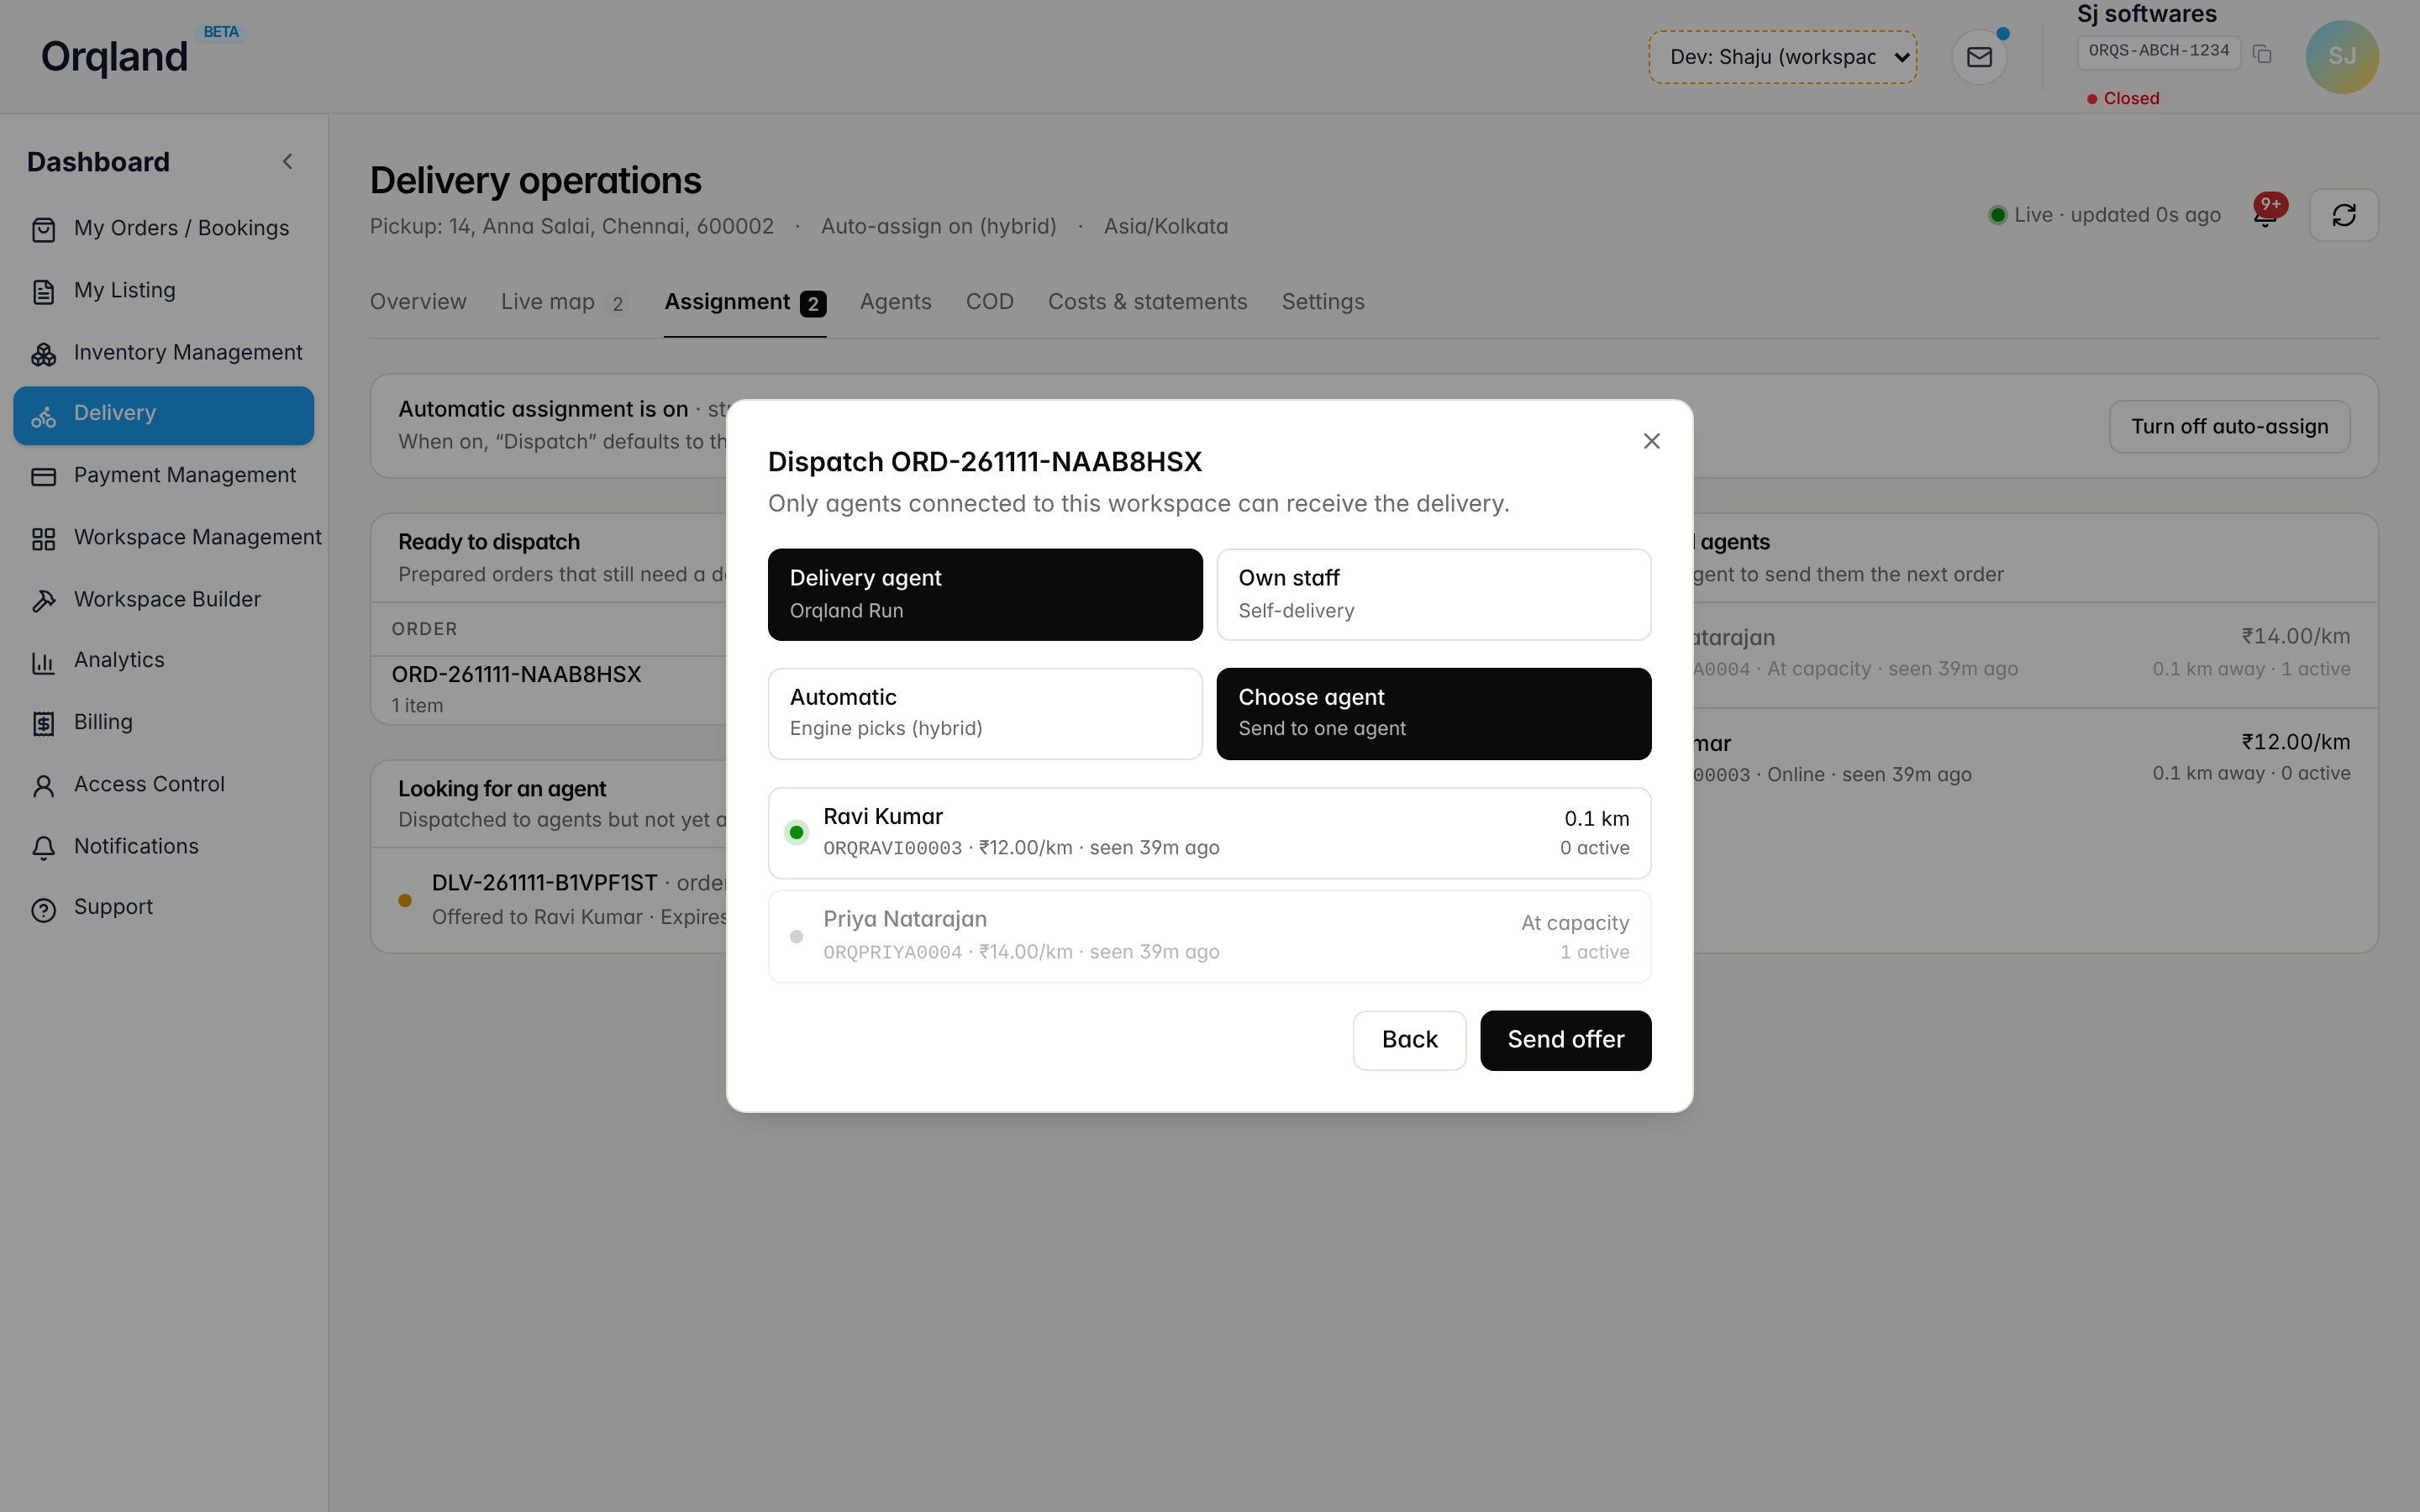 Orqland BETA
Dev: Shaju (workspac
Sj softwares
ORQS-ABCH-1234
Closed
SJ
Dashboard
My Orders / Bookings
My Listing
Inventory Management
Delivery
Payment Management
Workspace Management
Workspace Builder
Analytics
Billing
Access Control
Notifications
Support
Delivery operations
Pickup: 14, Anna Salai, Chennai, 600002 · Auto-assign on (hybrid) · Asia/Kolkata
Live · updated 0s ago
9+
Overview Live map 2 Assignment 2 Agents COD Costs & statements Settings
Automatic assignment is on · st
When on, “Dispatch” defaults to th
Turn off auto-assign
Ready to dispatch
Prepared orders that still need a d
ORDER
ORD-261111-NAAB8HSX
1 item
Looking for an agent
Dispatched to agents but not yet a
DLV-261111-B1VPF1ST · orde
Offered to Ravi Kumar · Expires
Dispatch ORD-261111-NAAB8HSX
Only agents connected to this workspace can receive the delivery.
Delivery agent
Orqland Run
Own staff
Self-delivery
Automatic
Engine picks (hybrid)
Choose agent
Send to one agent
Ravi Kumar
ORQRAVI00003 · ₹12.00/km · seen 39m ago
0.1 km
0 active
Priya Natarajan
ORQPRIYA0004 · ₹14.00/km · seen 39m ago
At capacity
1 active
Back
Send offer
agents
gent to send them the next order
atarajan
A0004 · At capacity · seen 39m ago
₹14.00/km
0.1 km away · 1 active
mar
00003 · Online · seen 39m ago
₹12.00/km
0.1 km away · 0 active